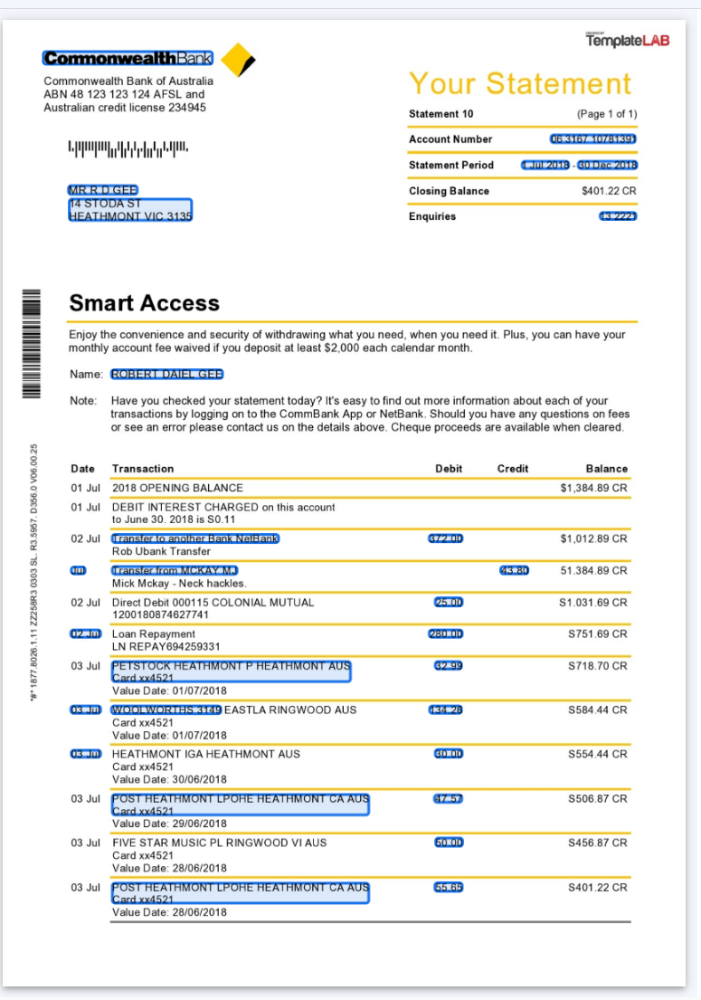 CREATED BY
TemplateLAB
CommonwealthBank
Commonwealth Bank of Australia
ABN 48 123 123 124 AFSL and
Australian credit license 234945
Your Statement
Statement 10 (Page 1 of 1)
Account Number 06 3167 10781391
Statement Period 1 Jul 2018 - 30 Dec 2018
Closing Balance $401.22 CR
Enquiries 13 2221
MR R D GEE
14 STODA ST
HEATHMONT VIC 3135
Smart Access
Enjoy the convenience and security of withdrawing what you need, when you need it. Plus, you can have your
monthly account fee waived if you deposit at least $2,000 each calendar month.
Name: ROBERT DAIEL GEE
Note: Have you checked your statement today? It's easy to find out more information about each of your
transactions by logging on to the CommBank App or NetBank. Should you have any questions on fees
or see an error please contact us on the details above. Cheque proceeds are available when cleared.
*#* 1877.8026.1.11 ZZ258R3 0303 SL. R3.5957. D356.0 V06.00.25
Date Transaction Debit Credit Balance
01 Jul 2018 OPENING BALANCE $1,384.89 CR
01 Jul DEBIT INTEREST CHARGED on this account
to June 30. 2018 is S0.11
02 Jul Transfer to another Bank NetBank 372.00 $1,012.89 CR
Rob Ubank Transfer
Jul Transfer from MCKAY MJ 43.80 51.384.89 CR
Mick Mckay - Neck hackles.
02 Jul Direct Debit 000115 COLONIAL MUTUAL 25.00 S1.031.69 CR
1200180874627741
02 Jul Loan Repayment 280.00 S751.69 CR
LN REPAY694259331
03 Jul PETSTOCK HEATHMONT P HEATHMONT AUS 32.99 S718.70 CR
Card xx4521
Value Date: 01/07/2018
03 Jul WOOLWORTHS 3149 EASTLA RINGWOOD AUS 134.26 S584.44 CR
Card xx4521
Value Date: 01/07/2018
03 Jul HEATHMONT IGA HEATHMONT AUS 30.00 S554.44 CR
Card xx4521
Value Date: 30/06/2018
03 Jul POST HEATHMONT LPOHE HEATHMONT CA AUS 47.57 S506.87 CR
Card xx4521
Value Date: 29/06/2018
03 Jul FIVE STAR MUSIC PL RINGWOOD VI AUS 50.00 S456.87 CR
Card xx4521
Value Date: 28/06/2018
03 Jul POST HEATHMONT LPOHE HEATHMONT CA AUS 55.65 S401.22 CR
Card xx4521
Value Date: 28/06/2018